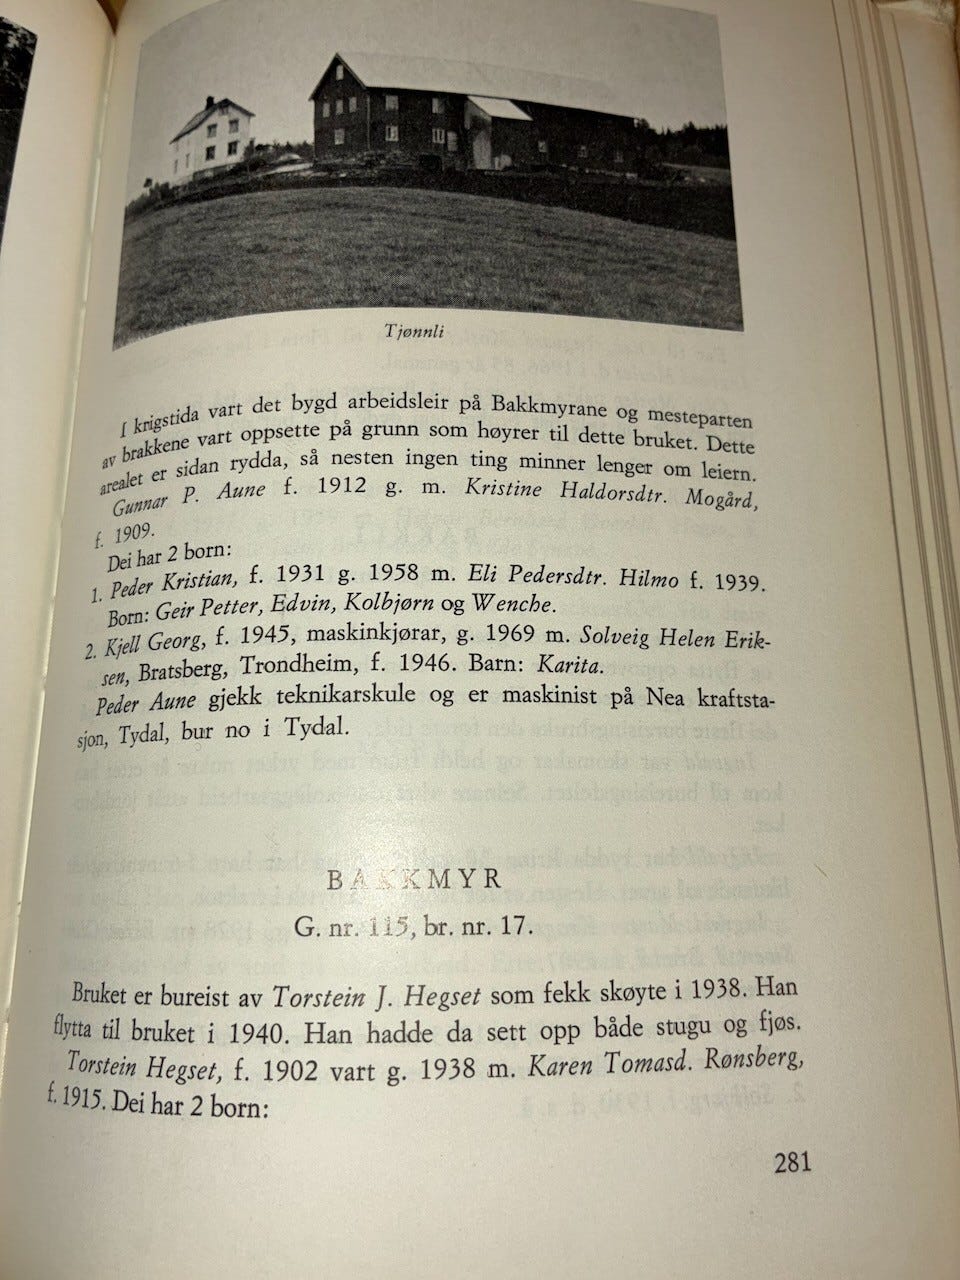 Tjønnli
I krigstida vart det bygd arbeidsleir på Bakkmyrane og mesteparten
av brakkene vart oppsette på grunn som høyrer til dette bruket. Dette
arealet er sidan rydda, så nesten ingen ting minner lenger om leiern.
Gunnar P. Aune f. 1912 g. m. Kristine Haldorsdtr. Mogård,
f. 1909.
Dei har 2 born:
1. Peder Kristian, f. 1931 g. 1958 m. Eli Pedersdtr. Hilmo f. 1939.
Born: Geir Petter, Edvin, Kolbjørn og Wenche.
2. Kjell Georg, f. 1945, maskinkjørar, g. 1969 m. Solveig Helen Erik-
sen, Bratsberg, Trondheim, f. 1946. Barn: Karita.
Peder Aune gjekk teknikarskule og er maskinist på Nea kraftsta-
sjon, Tydal, bur no i Tydal.
BAKKMYR
G. nr. 115, br. nr. 17.
Bruket er bureist av Torstein J. Hegset som fekk skøyte i 1938. Han
flytta til bruket i 1940. Han hadde da sett opp både stugu og fjøs.
Torstein Hegset, f. 1902 vart g. 1938 m. Karen Tomasd. Rønsberg,
f. 1915. Dei har 2 born:
281